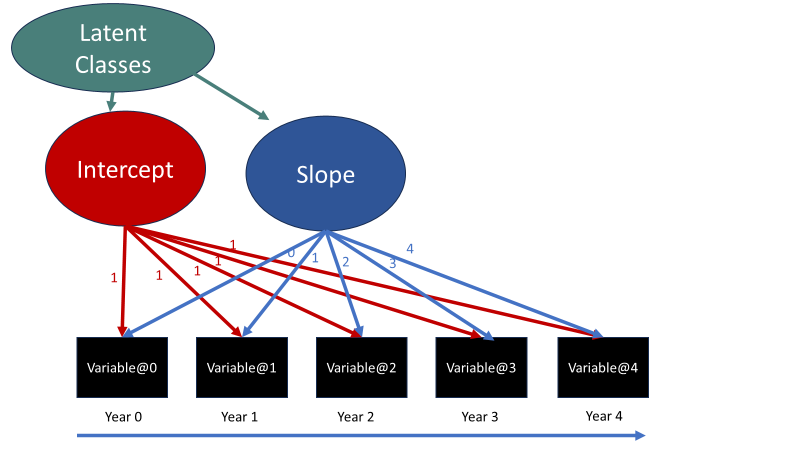 Latent
Classes
Intercept
Slope
1
0
1
2
3
4
1
1
1
1
Variable@0
Variable@1
Variable@2
Variable@3
Variable@4
Year 0
Year 1
Year 2
Year 3
Year 4